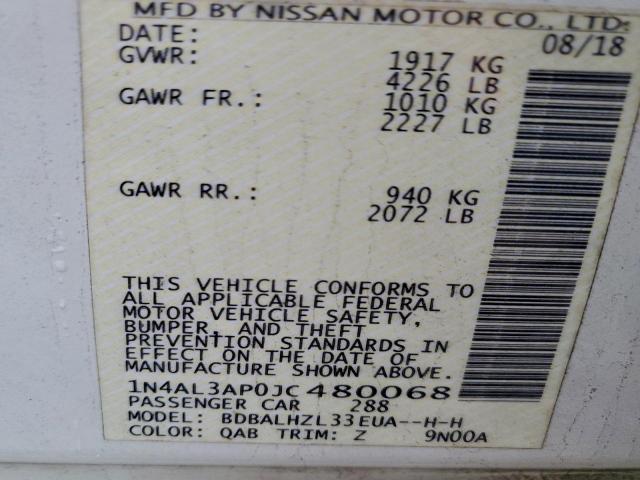 MFD BY NISSAN MOTOR CO., LTD:
DATE: 08/18
GVWR: 1917 KG
4226 LB
GAWR FR.: 1010 KG
2227 LB
GAWR RR.: 940 KG
2072 LB
THIS VEHICLE CONFORMS TO
ALL APPLICABLE FEDERAL
MOTOR VEHICLE SAFETY,
BUMPER, AND THEFT
PREVENTION STANDARDS IN
EFFECT ON THE DATE OF
MANUFACTURE SHOWN ABOVE.
1N4AL3AP0JC480068
PASSENGER CAR 288
MODEL: BDBALHZL33EUA--H-H
COLOR: QAB TRIM: Z 9N00A